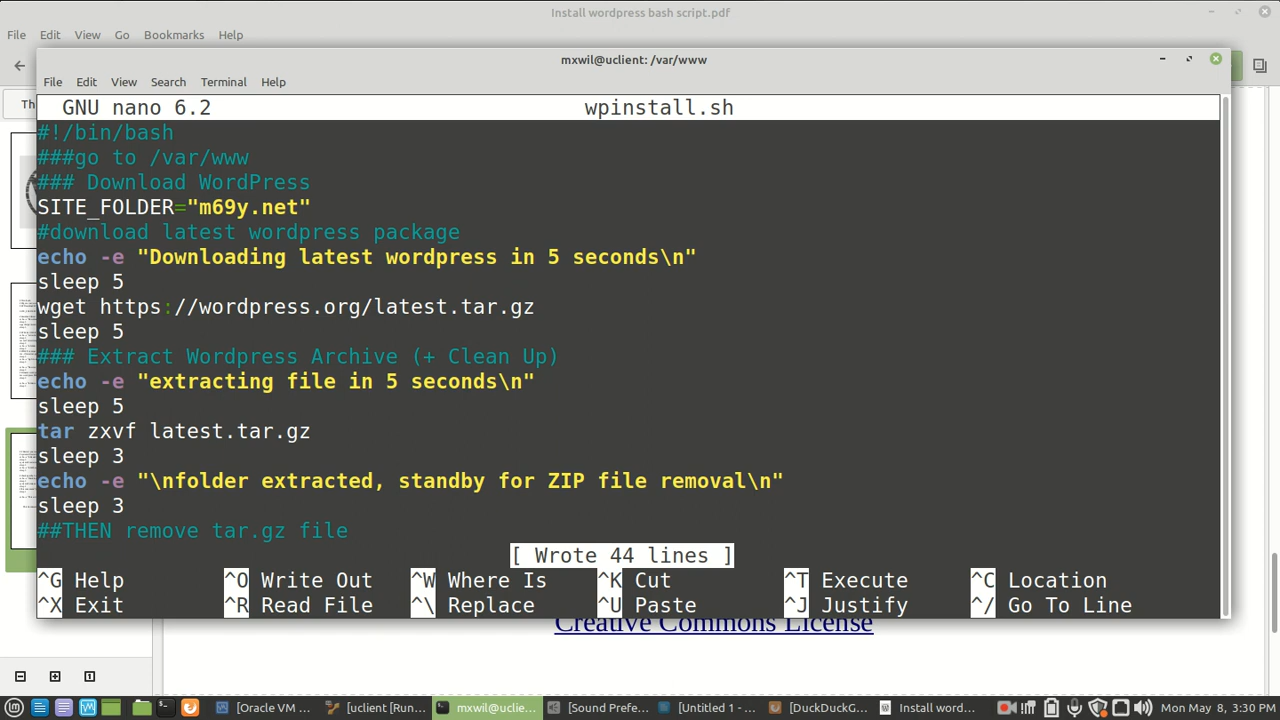 Install wordpress bash script.pdf
File Edit View Go Bookmarks Help
mxwil@uclient: /var/www
File Edit View Search Terminal Help
Th
GNU nano 6.2 wpinstall.sh
#!/bin/bash
###go to /var/www
### Download WordPress
SITE_FOLDER="m69y.net"
#download latest wordpress package
echo -e "Downloading latest wordpress in 5 seconds\n"
sleep 5
wget https://wordpress.org/latest.tar.gz
sleep 5
### Extract Wordpress Archive (+ Clean Up)
echo -e "extracting file in 5 seconds\n"
sleep 5
tar zxvf latest.tar.gz
sleep 3
echo -e "\nfolder extracted, standby for ZIP file removal\n"
sleep 3
##THEN remove tar.gz file
[ Wrote 44 lines ]
^G Help ^O Write Out ^W Where Is ^K Cut ^T Execute ^C Location
^X Exit ^R Read File ^\ Replace ^U Paste ^J Justify ^/ Go To Line
Creative Commons License
[Oracle VM ... [uclient [Run... mxwil@uclie... [Sound Prefe... [Untitled 1 -... [DuckDuckG... Install word... Mon May 8, 3:30 PM